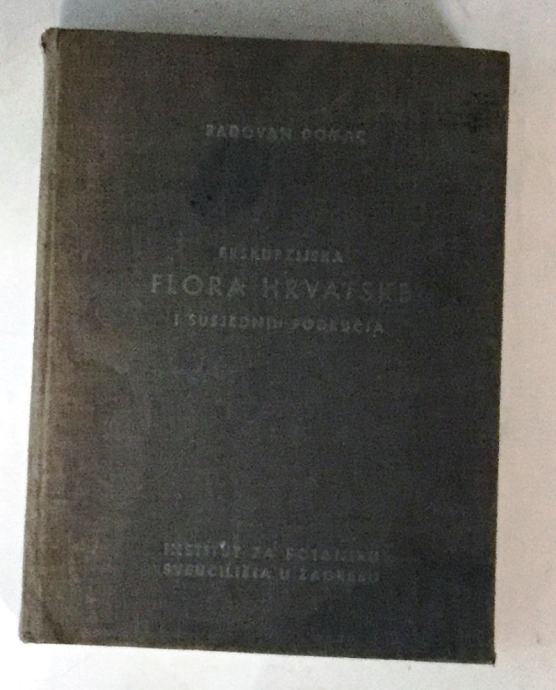 RADOVAN DOMAC
EKSKURZIJSKA
FLORA HRVATSKE
I SUSJEDNIH PODRUČJA
INSTITUT ZA BOTANIKU
SVEUČILIŠTA U ZAGREBU